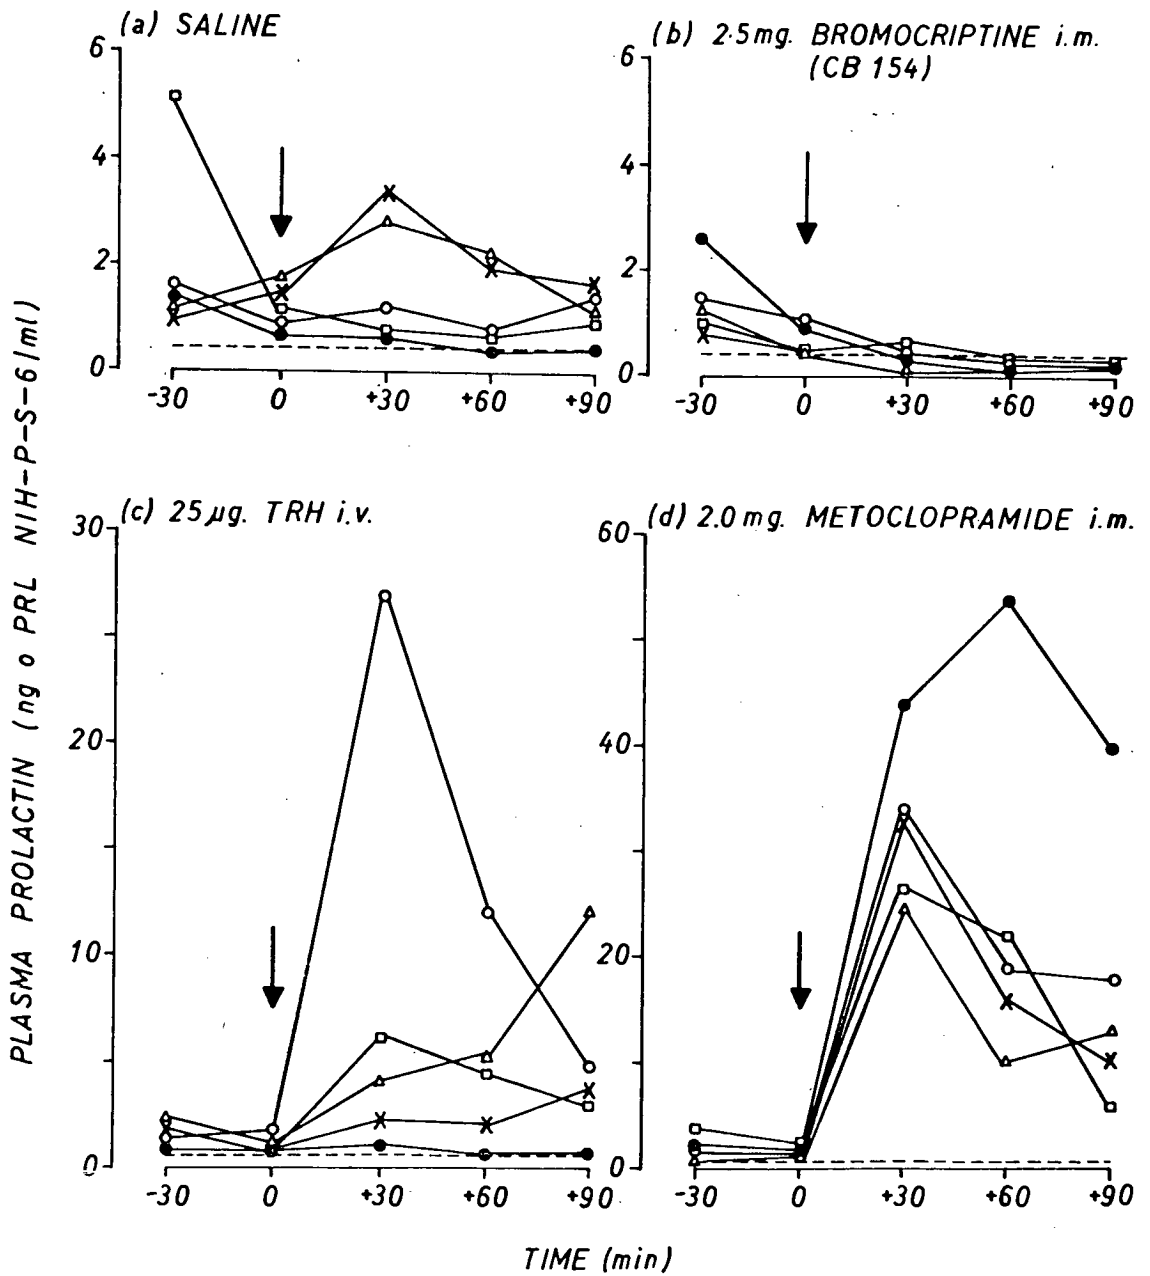 (a) SALINE
6
4
2
0
-30 0 +30 +60 +90
(b) 2.5mg. BROMOCRIPTINE i.m.
(CB 154)
6
4
2
0
-30 0 +30 +60 +90
PLASMA PROLACTIN (ng o PRL NIH-P-S-6/ml)
(c) 25µg. TRH i.v.
30
20
10
0
-30 0 +30 +60 +90
(d) 2.0mg. METOCLOPRAMIDE i.m.
60
40
20
0
-30 0 +30 +60 +90
TIME (min)